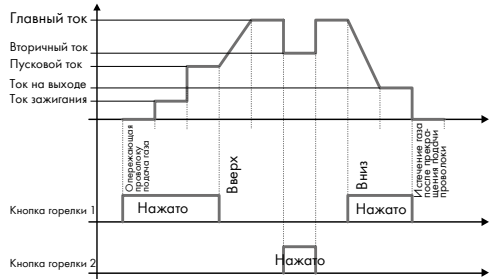 Главный ток
Вторичный ток
Пусковой ток
Ток на выходе
Ток зажигания
Опережающая
проволоку
подача газа
Вверх
Вниз
Истечение газа
после прекра-
щения подачи
проволоки
Кнопка горелки 1
Нажато
Нажато
Кнопка горелки 2
Нажато